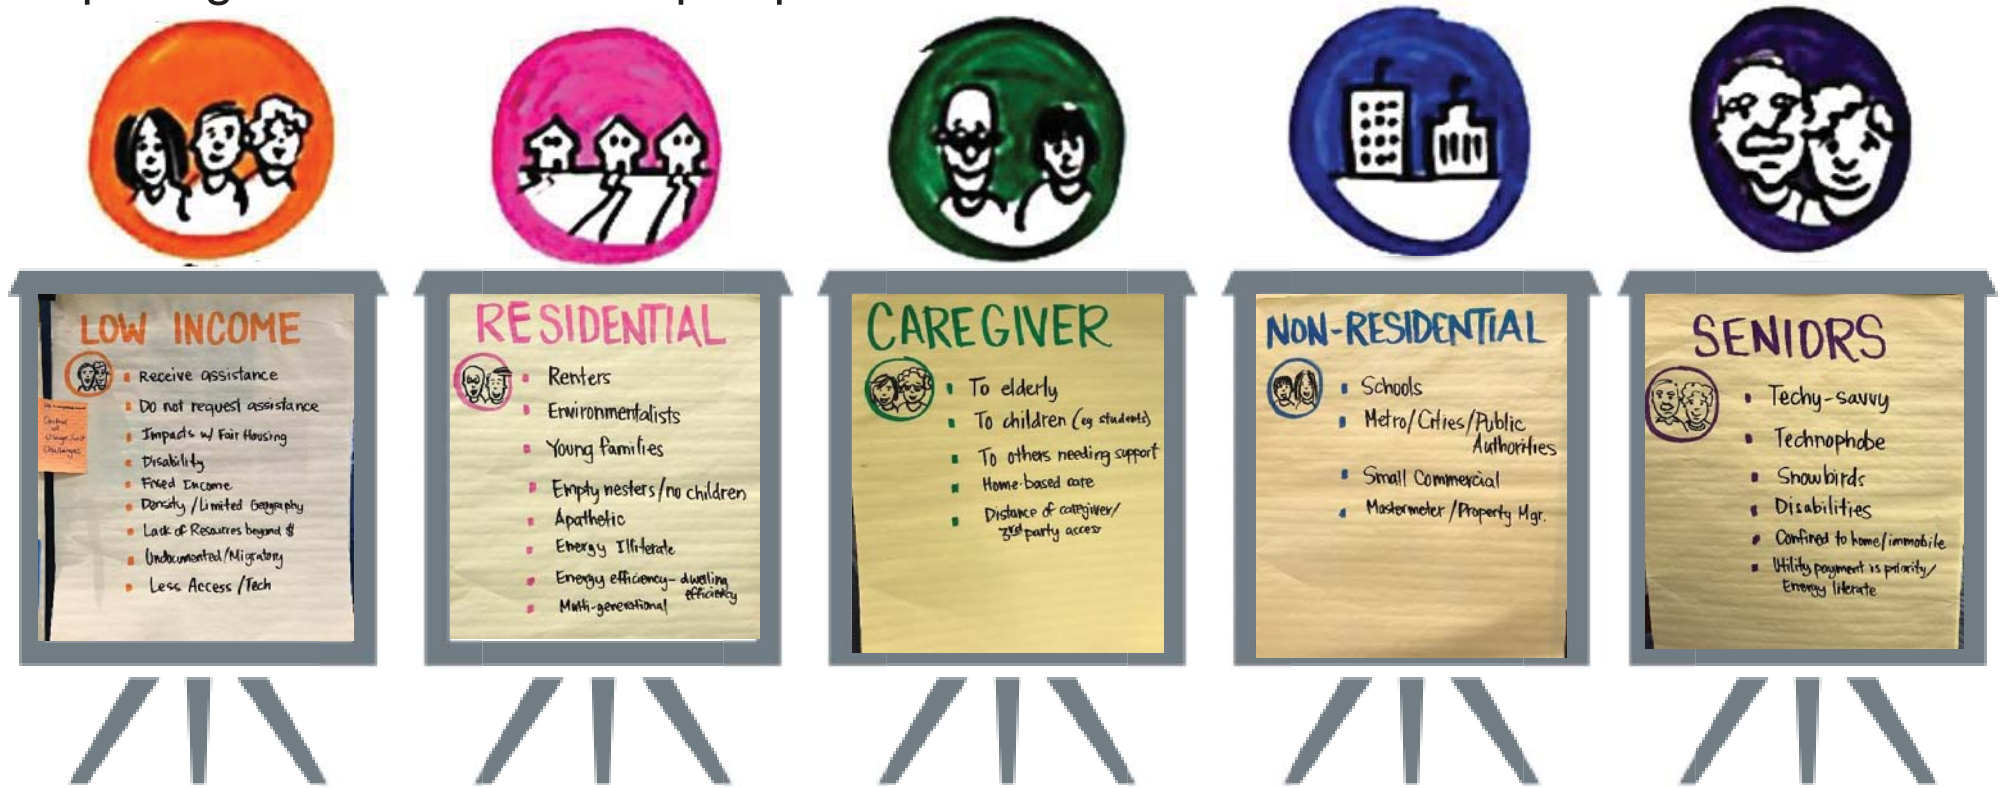 LOW INCOME
Receive assistance
Do not request assistance
Impacts w/ Fair Housing
Disability
Fixed Income
Density / Limited Geography
Lack of Resources beyond $
Undocumented/Migratory
Less Access / Tech
Control
of
Challenges
RESIDENTIAL
Renters
Environmentalists
Young families
Empty nesters/no children
Apathetic
Energy Illiterate
Energy efficiency- dwelling
efficiency
Multi-generational
CAREGIVER
To elderly
To children (eg students)
To others needing support
Home-based care
Distance of caregiver/
3rd party access
NON-RESIDENTIAL
Schools
Metro/Cities/Public
Authorities
Small Commercial
Mastermeter/Property Mgr.
SENIORS
Techy-savvy
Technophobe
Snowbirds
Disabilities
Confined to home/immobile
Utility payment is priority/
Energy literate